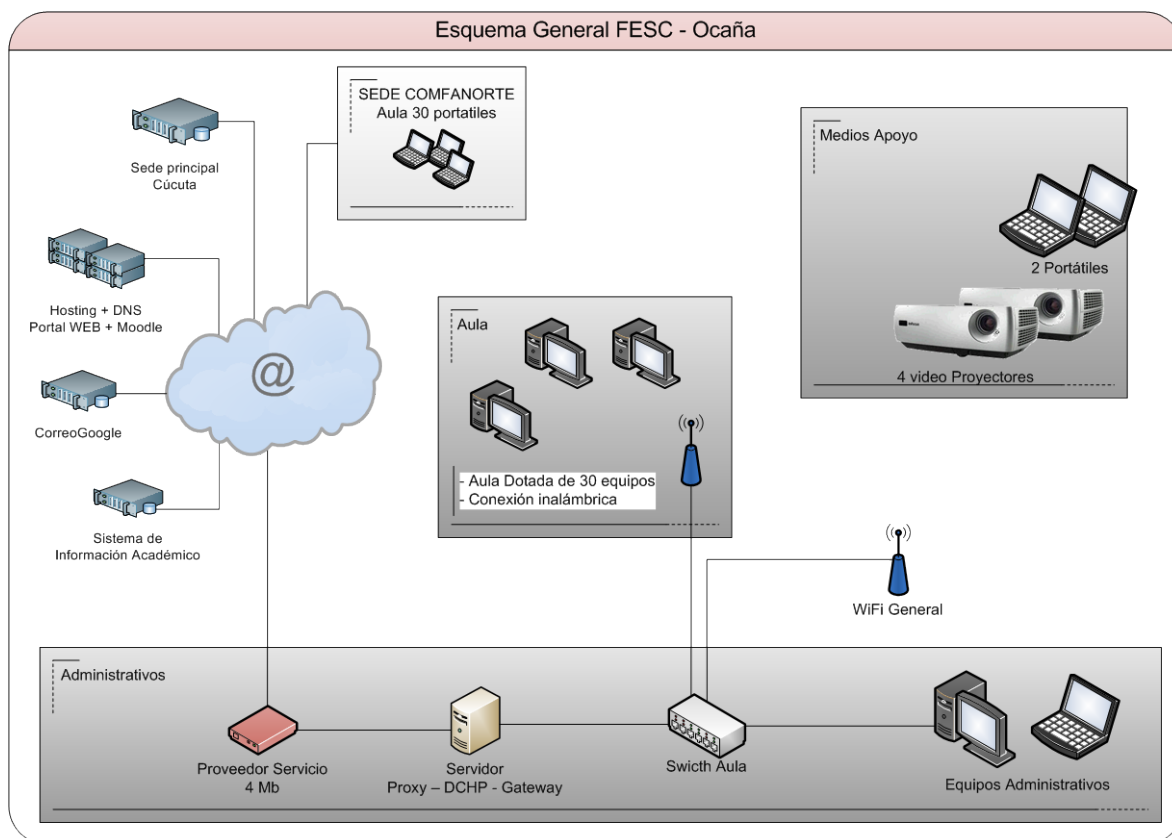 Esquema General FESC - Ocaña
SEDE COMFANORTE
Aula 30 portatiles
Sede principal
Cúcuta
Medios Apoyo
2 Portátiles
4 video Proyectores
Hosting + DNS
Portal WEB + Moodle
@
Aula
- Aula Dotada de 30 equipos
- Conexión inalámbrica
CorreoGoogle
Sistema de
Información Académico
WiFi General
Administrativos
Proveedor Servicio
4 Mb
Servidor
Proxy – DCHP - Gateway
Swicth Aula
Equipos Administrativos